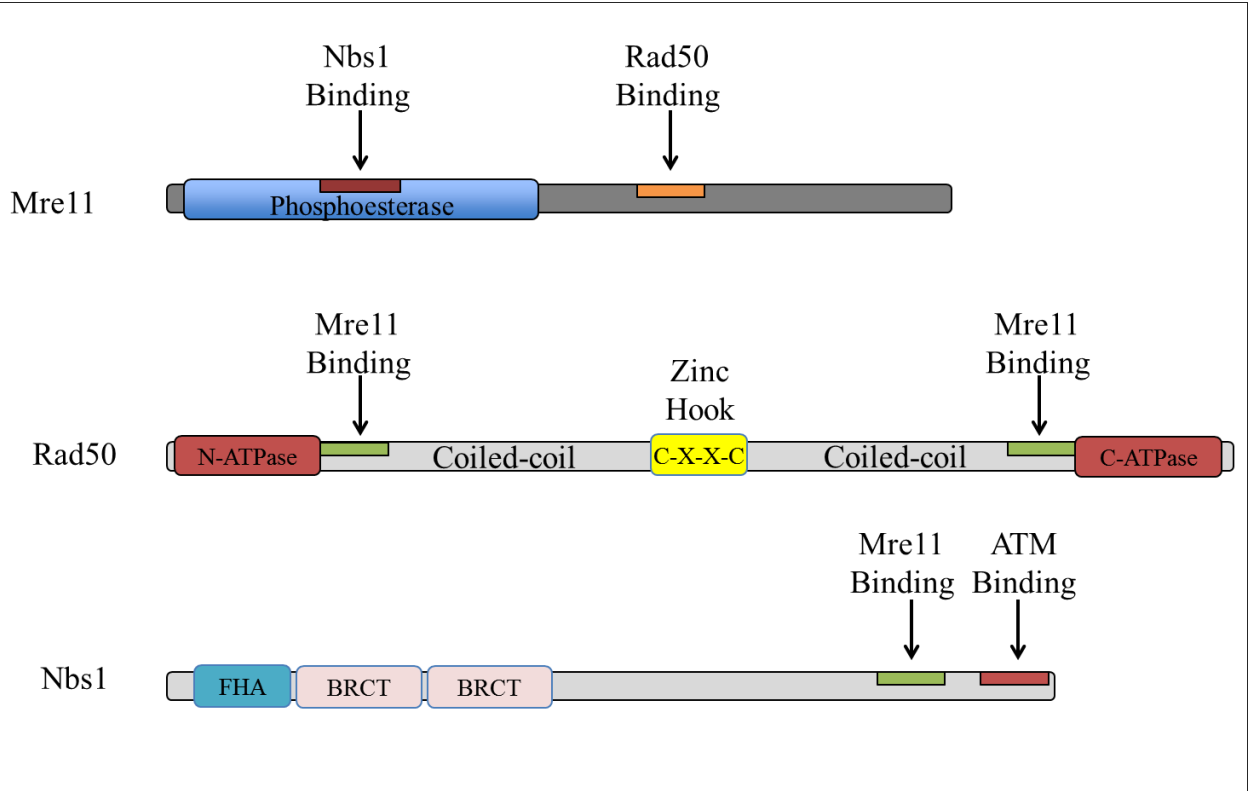 Nbs1
Binding
Rad50
Binding
Mre11
Phosphoesterase
Mre11
Binding
Zinc
Hook
Mre11
Binding
Rad50
N-ATPase
Coiled-coil
C-X-X-C
Coiled-coil
C-ATPase
Mre11
Binding
ATM
Binding
Nbs1
FHA
BRCT
BRCT